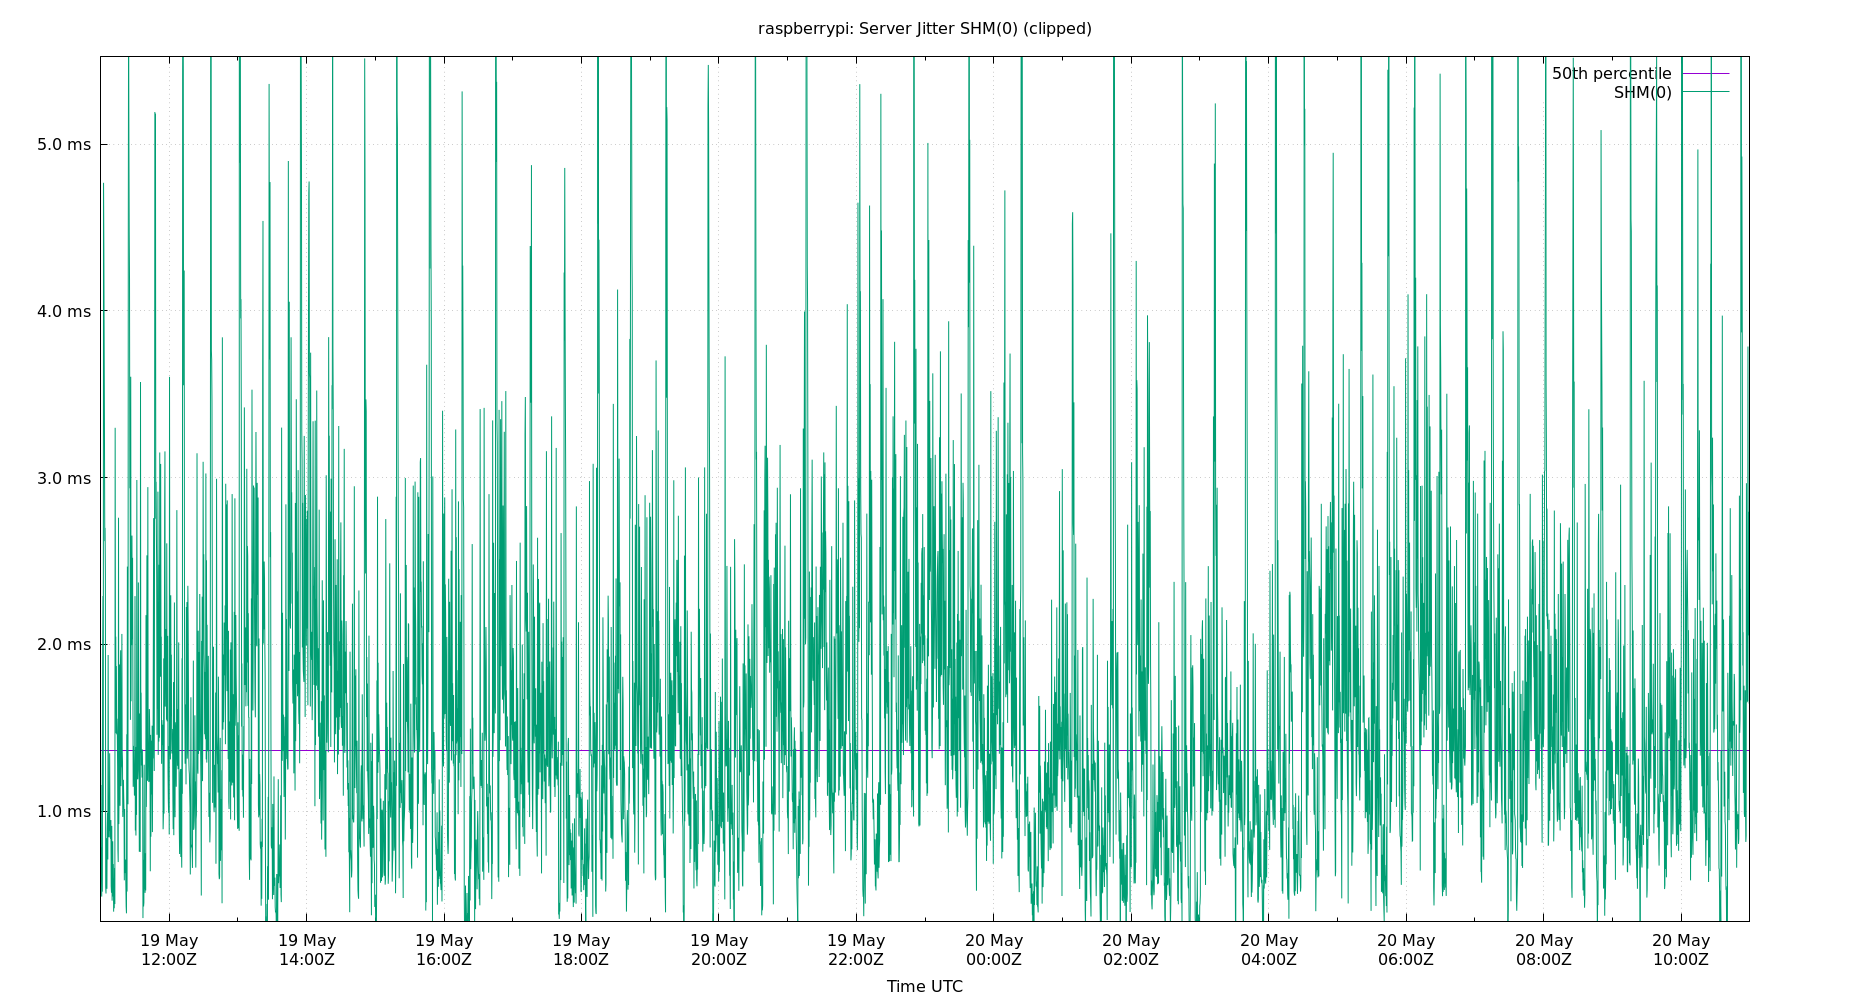 raspberrypi: Server Jitter SHM(0) (clipped)
50th percentile
SHM(0)
5.0 ms
4.0 ms
3.0 ms
2.0 ms
1.0 ms
19 May 19 May 19 May 19 May 19 May 19 May 20 May 20 May 20 May 20 May 20 May 20 May
12:00Z 14:00Z 16:00Z 18:00Z 20:00Z 22:00Z 00:00Z 02:00Z 04:00Z 06:00Z 08:00Z 10:00Z
Time UTC